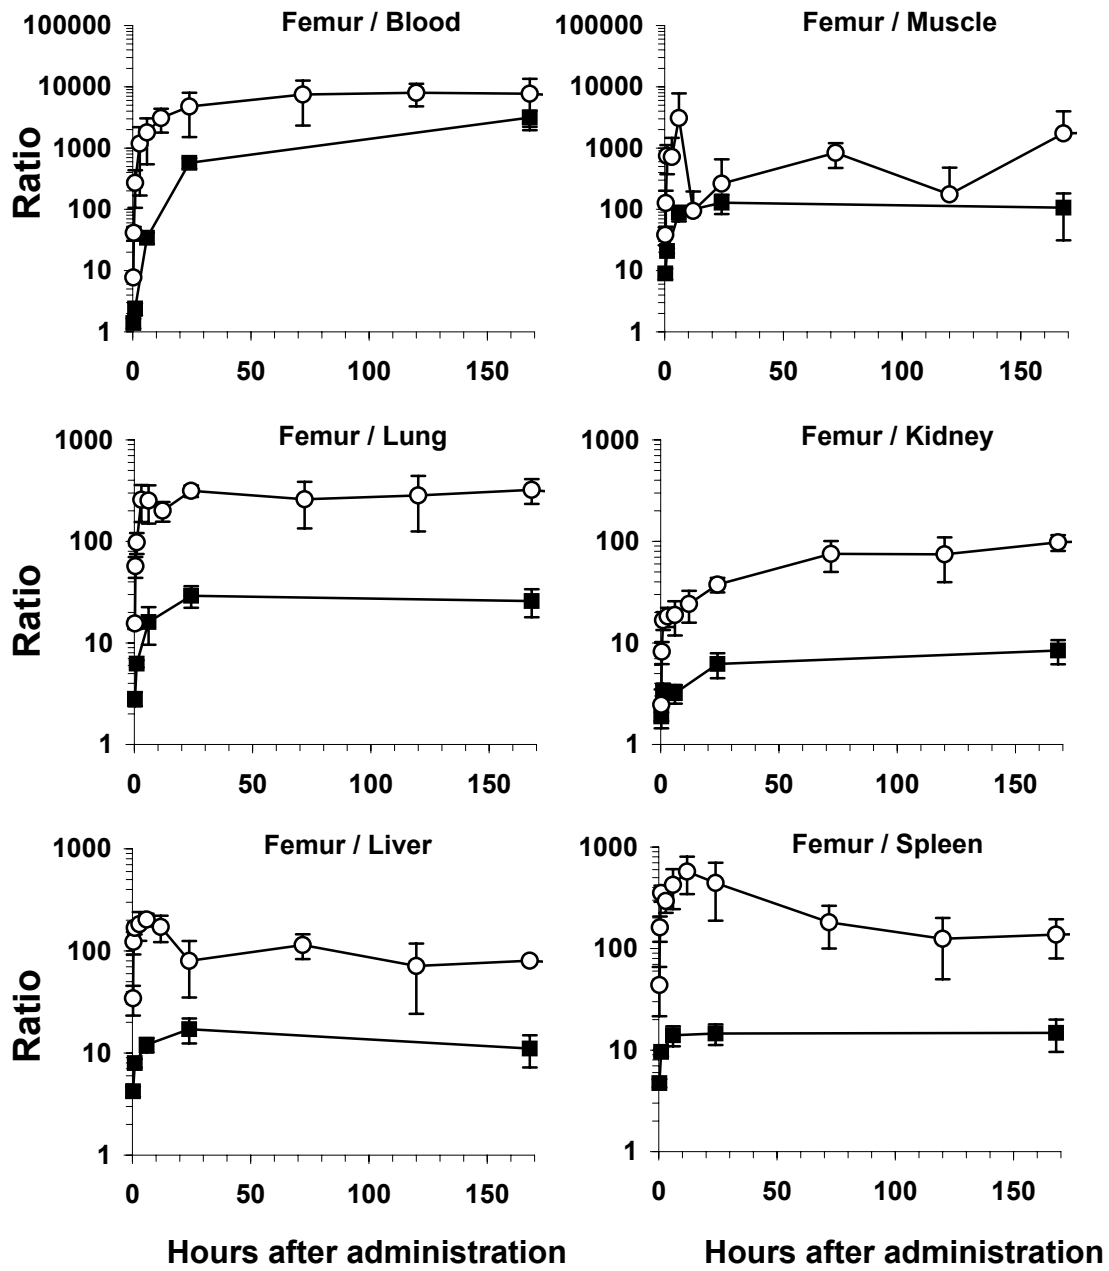 Femur / Blood
100000
10000
1000
100
10
1
Ratio
0 50 100 150
Femur / Muscle
100000
10000
1000
100
10
1
0 50 100 150
Femur / Lung
1000
100
10
1
Ratio
0 50 100 150
Femur / Kidney
1000
100
10
1
0 50 100 150
Femur / Liver
1000
100
10
1
Ratio
0 50 100 150
Hours after administration
Femur / Spleen
1000
100
10
1
0 50 100 150
Hours after administration